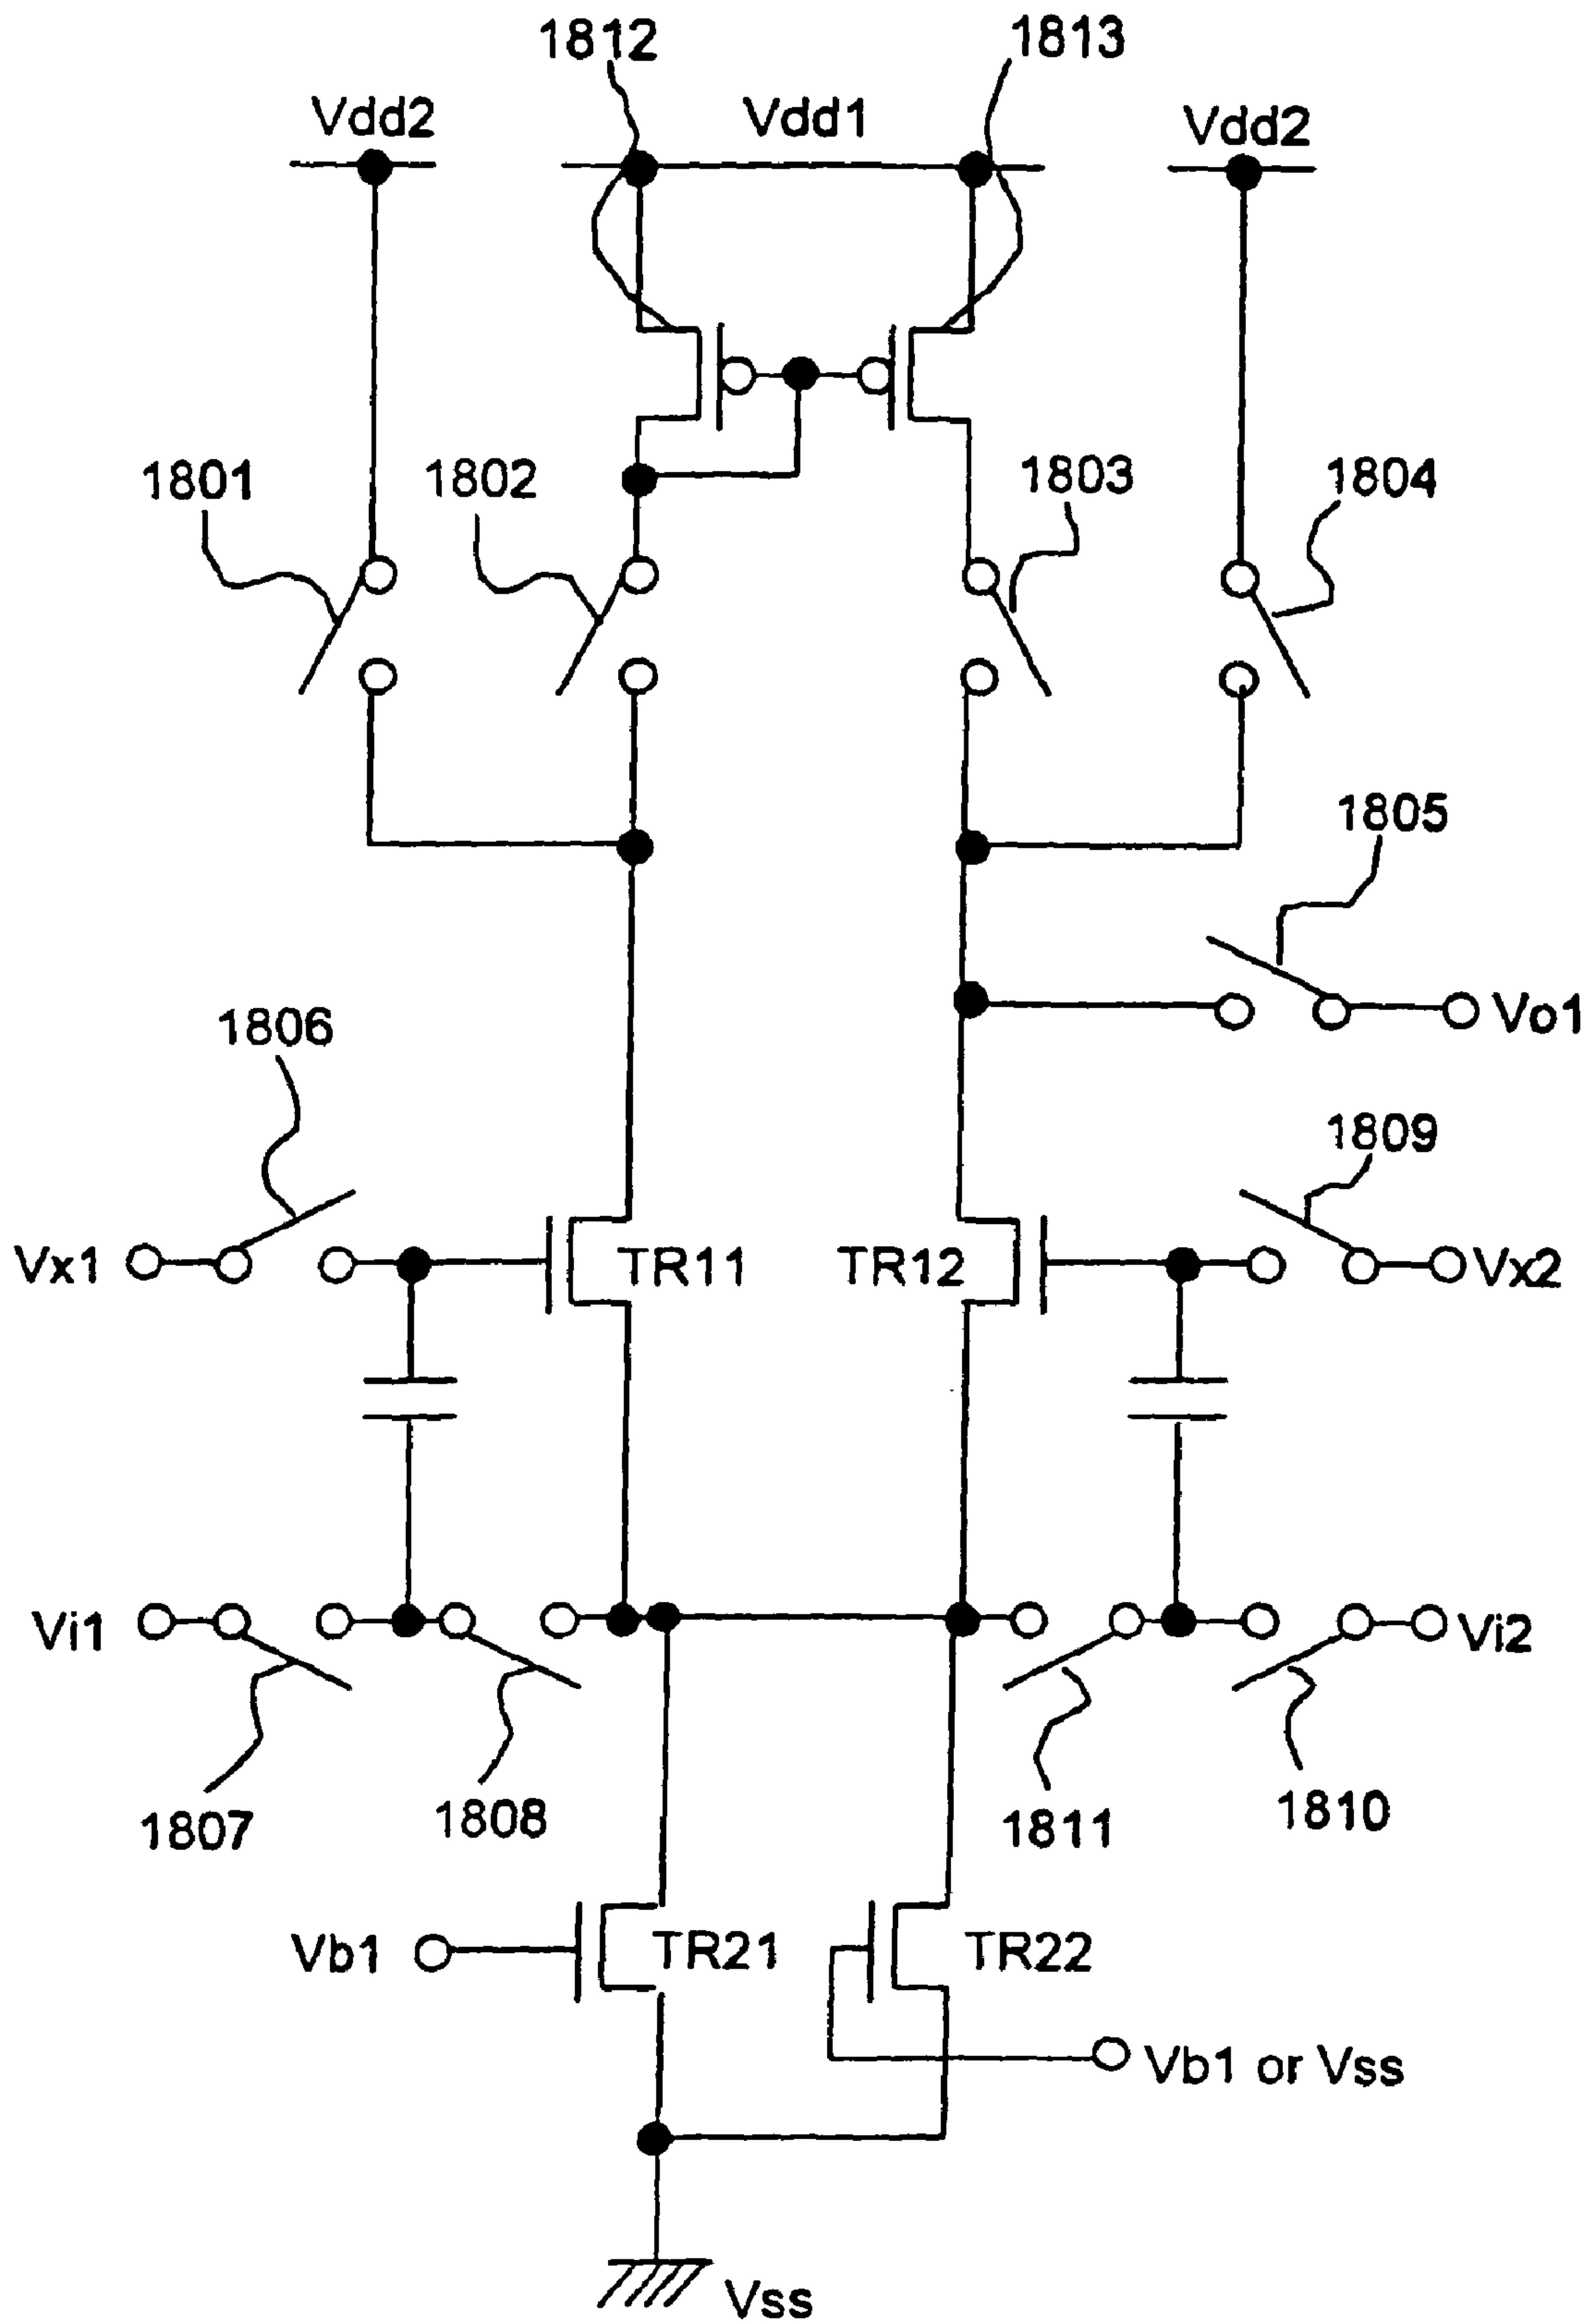 1812
1813
Vdd2
Vdd1
Vdd2
1801
1802
1803
1804
1805
Vo1
1806
1809
Vx1
TR11
TR12
Vx2
Vi1
Vi2
1807
1808
1811
1810
Vb1
TR21
TR22
Vb1 or Vss
Vss